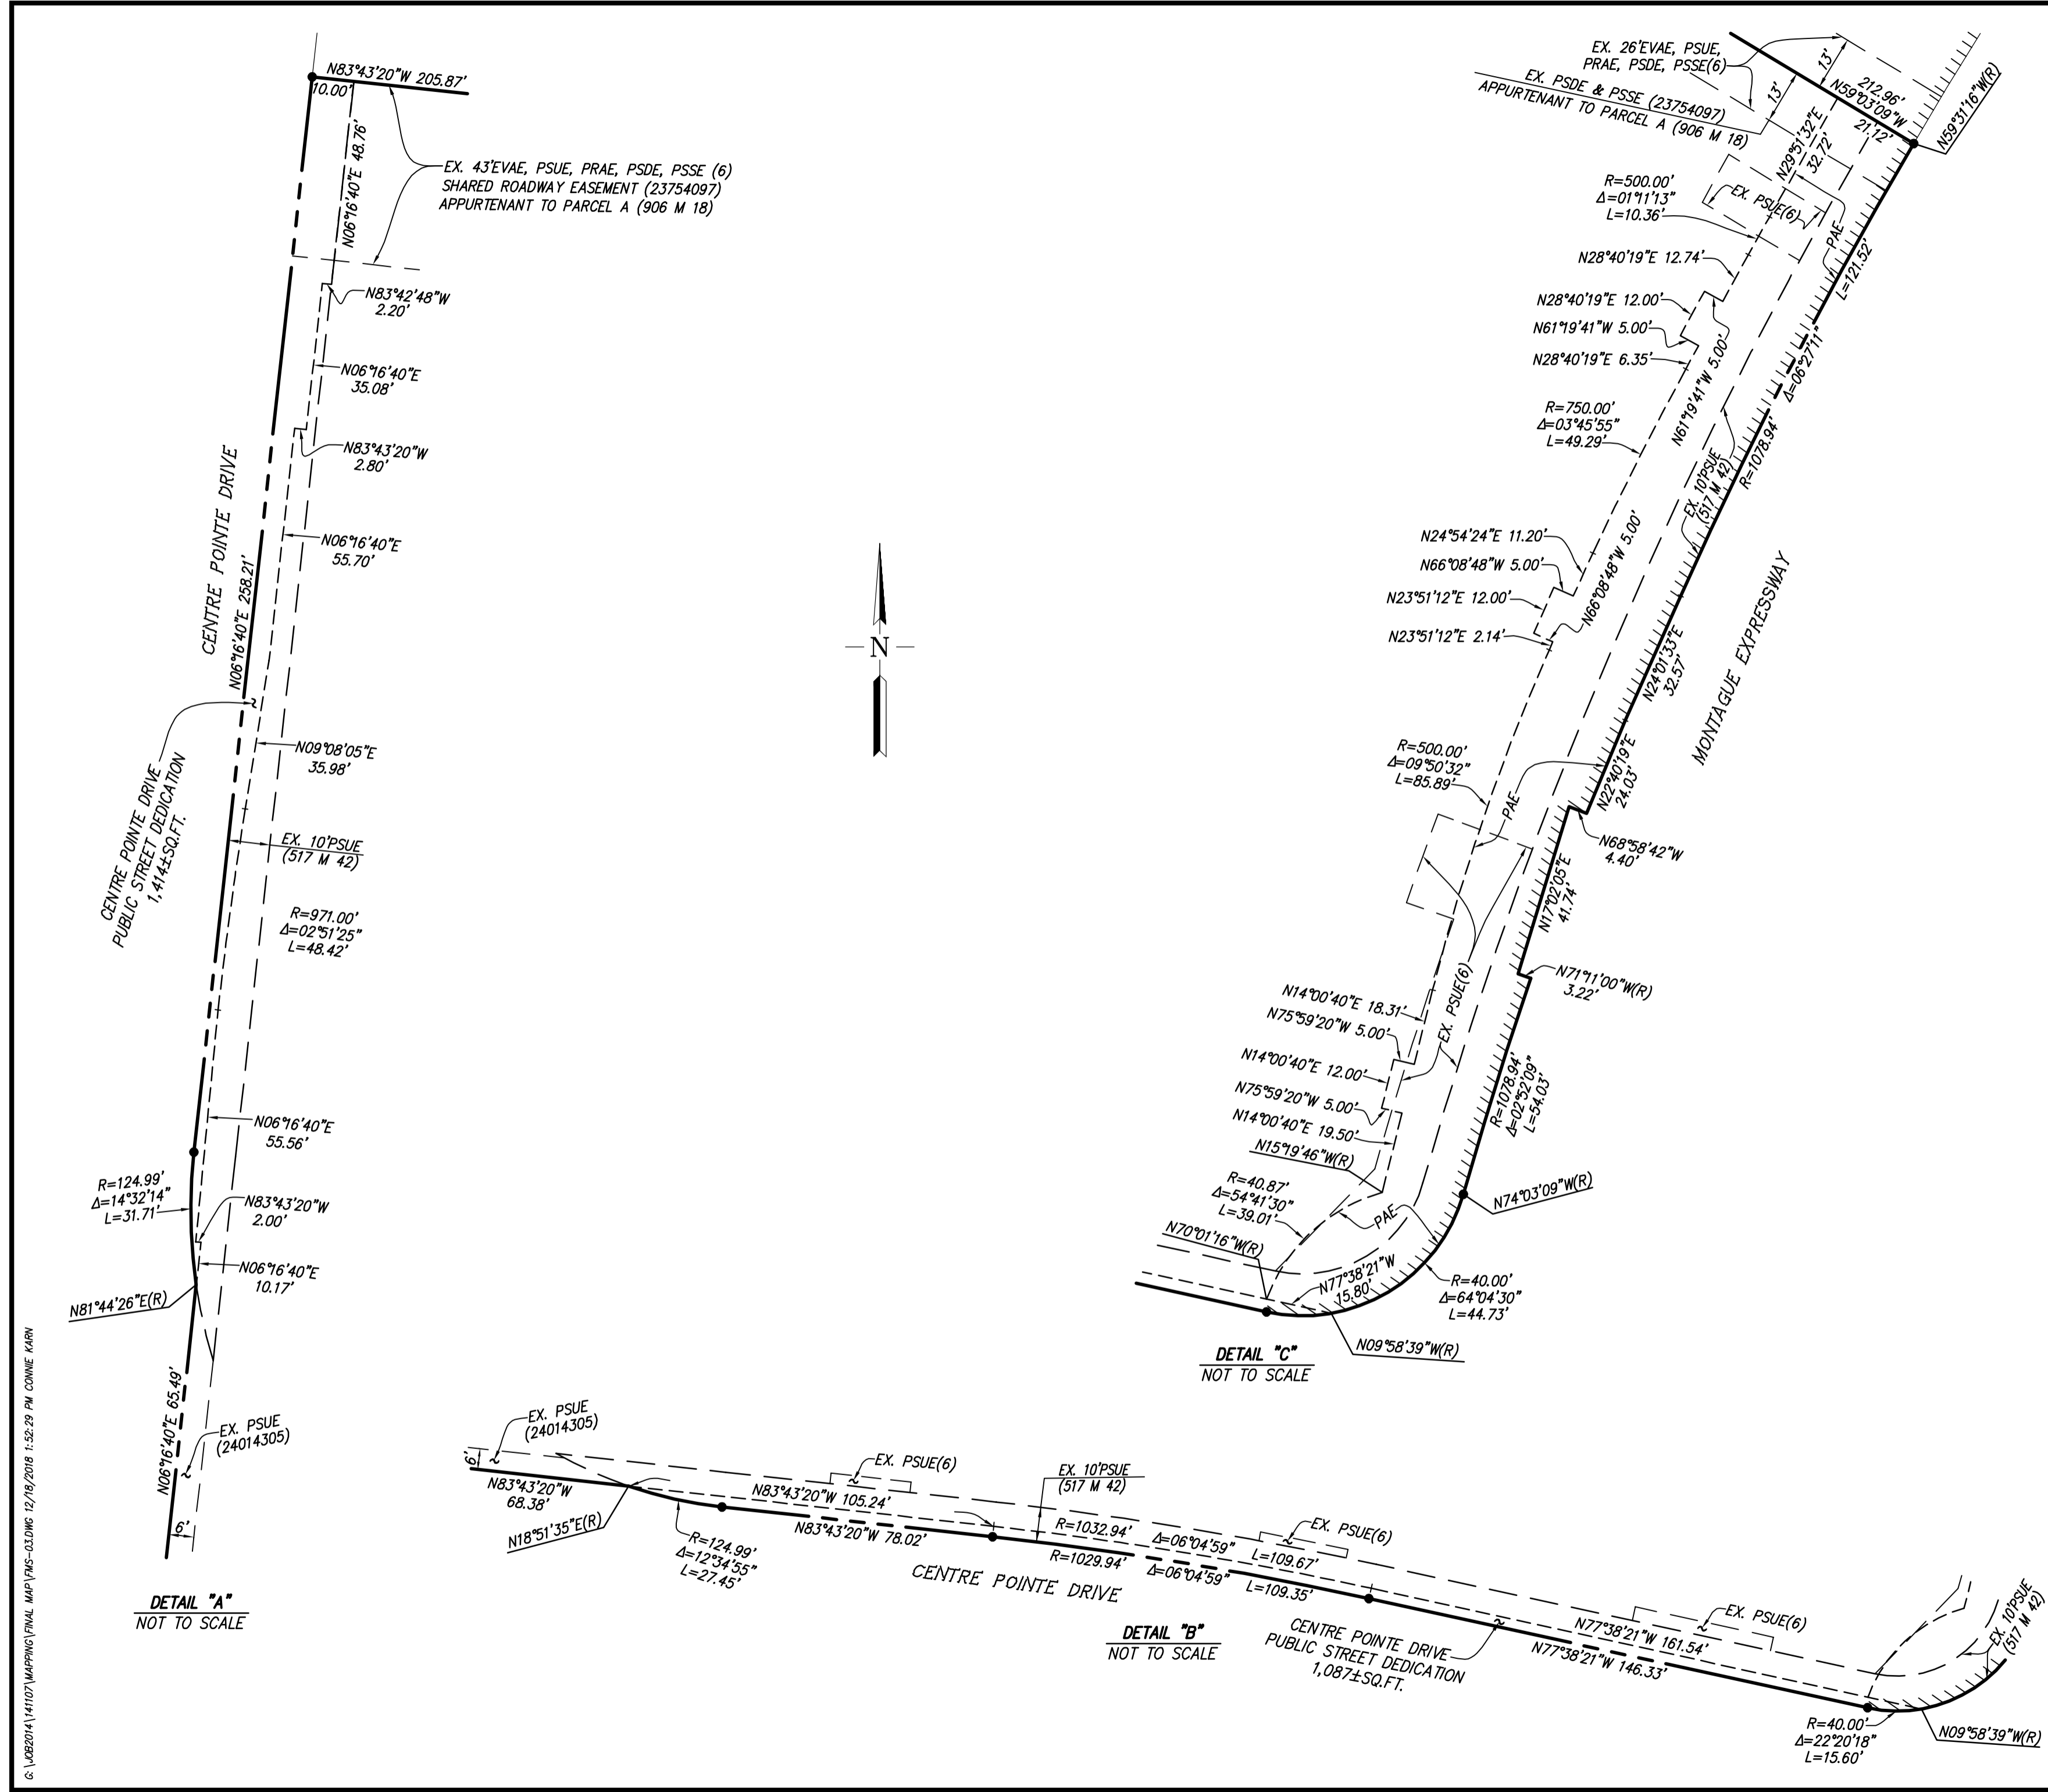 N83°43'20"W 205.87'
10.00'
N06°16'40"E 48.76'
EX. 43'EVAE, PSUE, PRAE, PSDE, PSSE (6)
SHARED ROADWAY EASEMENT (23754097)
APPURTENANT TO PARCEL A (906 M 18)
N83°42'48"W
2.20'
N06°16'40"E
35.08'
N83°43'20"W
2.80'
CENTRE POINTE DRIVE
N06°16'40"E
55.70'
N06°16'40"E 258.21'
N09°08'05"E
35.98'
CENTRE POINTE DRIVE
PUBLIC STREET DEDICATION
1,414±SQ.FT.
EX. 10'PSUE
(517 M 42)
R=971.00'
Δ=02°51'25"
L=48.42'
N06°16'40"E
55.56'
R=124.99'
Δ=14°32'14"
L=31.71'
N83°43'20"W
2.00'
N06°16'40"E
10.17'
N81°44'26"E(R)
N06°16'40"E 65.49'
EX. PSUE
(24014305)
6'
DETAIL "A"
NOT TO SCALE
N
EX. 26'EVAE, PSUE,
PRAE, PSDE, PSSE(6)
EX. PSDE & PSSE (23754097)
APPURTENANT TO PARCEL A (906 M 18)
13'
13'
212.96'
N59°03'09"W
21.12'
N59°31'16"W(R)
N29°51'32"E
32.72'
R=500.00'
Δ=01°11'13"
L=10.36'
EX. PSUE(6)
PAE
L=121.52'
N28°40'19"E 12.74'
N28°40'19"E 12.00'
N61°19'41"W 5.00'
N28°40'19"E 6.35'
N61°19'41"W 5.00'
Δ=06°27'11"
R=1078.94'
R=750.00'
Δ=03°45'55"
L=49.29'
EX. 10'PSUE
(517 M 42)
N24°54'24"E 11.20'
N66°08'48"W 5.00'
N23°51'12"E 12.00'
N23°51'12"E 2.14'
N66°08'48"W 5.00'
MONTAGUE EXPRESSWAY
N24°01'33"E
32.57'
R=500.00'
Δ=09°50'32"
L=85.89'
PAE
N22°40'19"E
24.03'
N68°58'42"W
4.40'
N17°02'05"E
41.74'
EX. PSUE(6)
N71°11'00"W(R)
3.22'
N14°00'40"E 18.31'
N75°59'20"W 5.00'
N14°00'40"E 12.00'
N75°59'20"W 5.00'
N14°00'40"E 19.50'
N15°19'46"W(R)
R=1078.94'
Δ=02°52'09"
L=54.03'
R=40.87'
Δ=54°41'30"
L=39.01'
N70°01'16"W(R)
PAE
N74°03'09"W(R)
N77°38'21"W
15.80'
R=40.00'
Δ=64°04'30"
L=44.73'
N09°58'39"W(R)
DETAIL "C"
NOT TO SCALE
EX. PSUE
(24014305)
6'
N83°43'20"W
68.38'
N18°51'35"E(R)
EX. PSUE(6)
N83°43'20"W 105.24'
EX. 10'PSUE
(517 M 42)
R=124.99'
Δ=12°34'55"
L=27.45'
N83°43'20"W 78.02'
R=1032.94'
Δ=06°04'59"
L=109.67'
EX. PSUE(6)
R=1029.94'
Δ=06°04'59"
L=109.35'
CENTRE POINTE DRIVE
DETAIL "B"
NOT TO SCALE
CENTRE POINTE DRIVE
PUBLIC STREET DEDICATION
1,087±SQ.FT.
N77°38'21"W 161.54'
EX. PSUE(6)
N77°38'21"W 146.33'
EX. 10'PSUE
(517 M 42)
R=40.00'
Δ=22°20'18"
L=15.60'
N09°58'39"W(R)
G:\JOB2014\141107\MAPPING\FINAL MAP\FMS-03.DWG 12/18/2018 1:52:29 PM CONNIE KARN